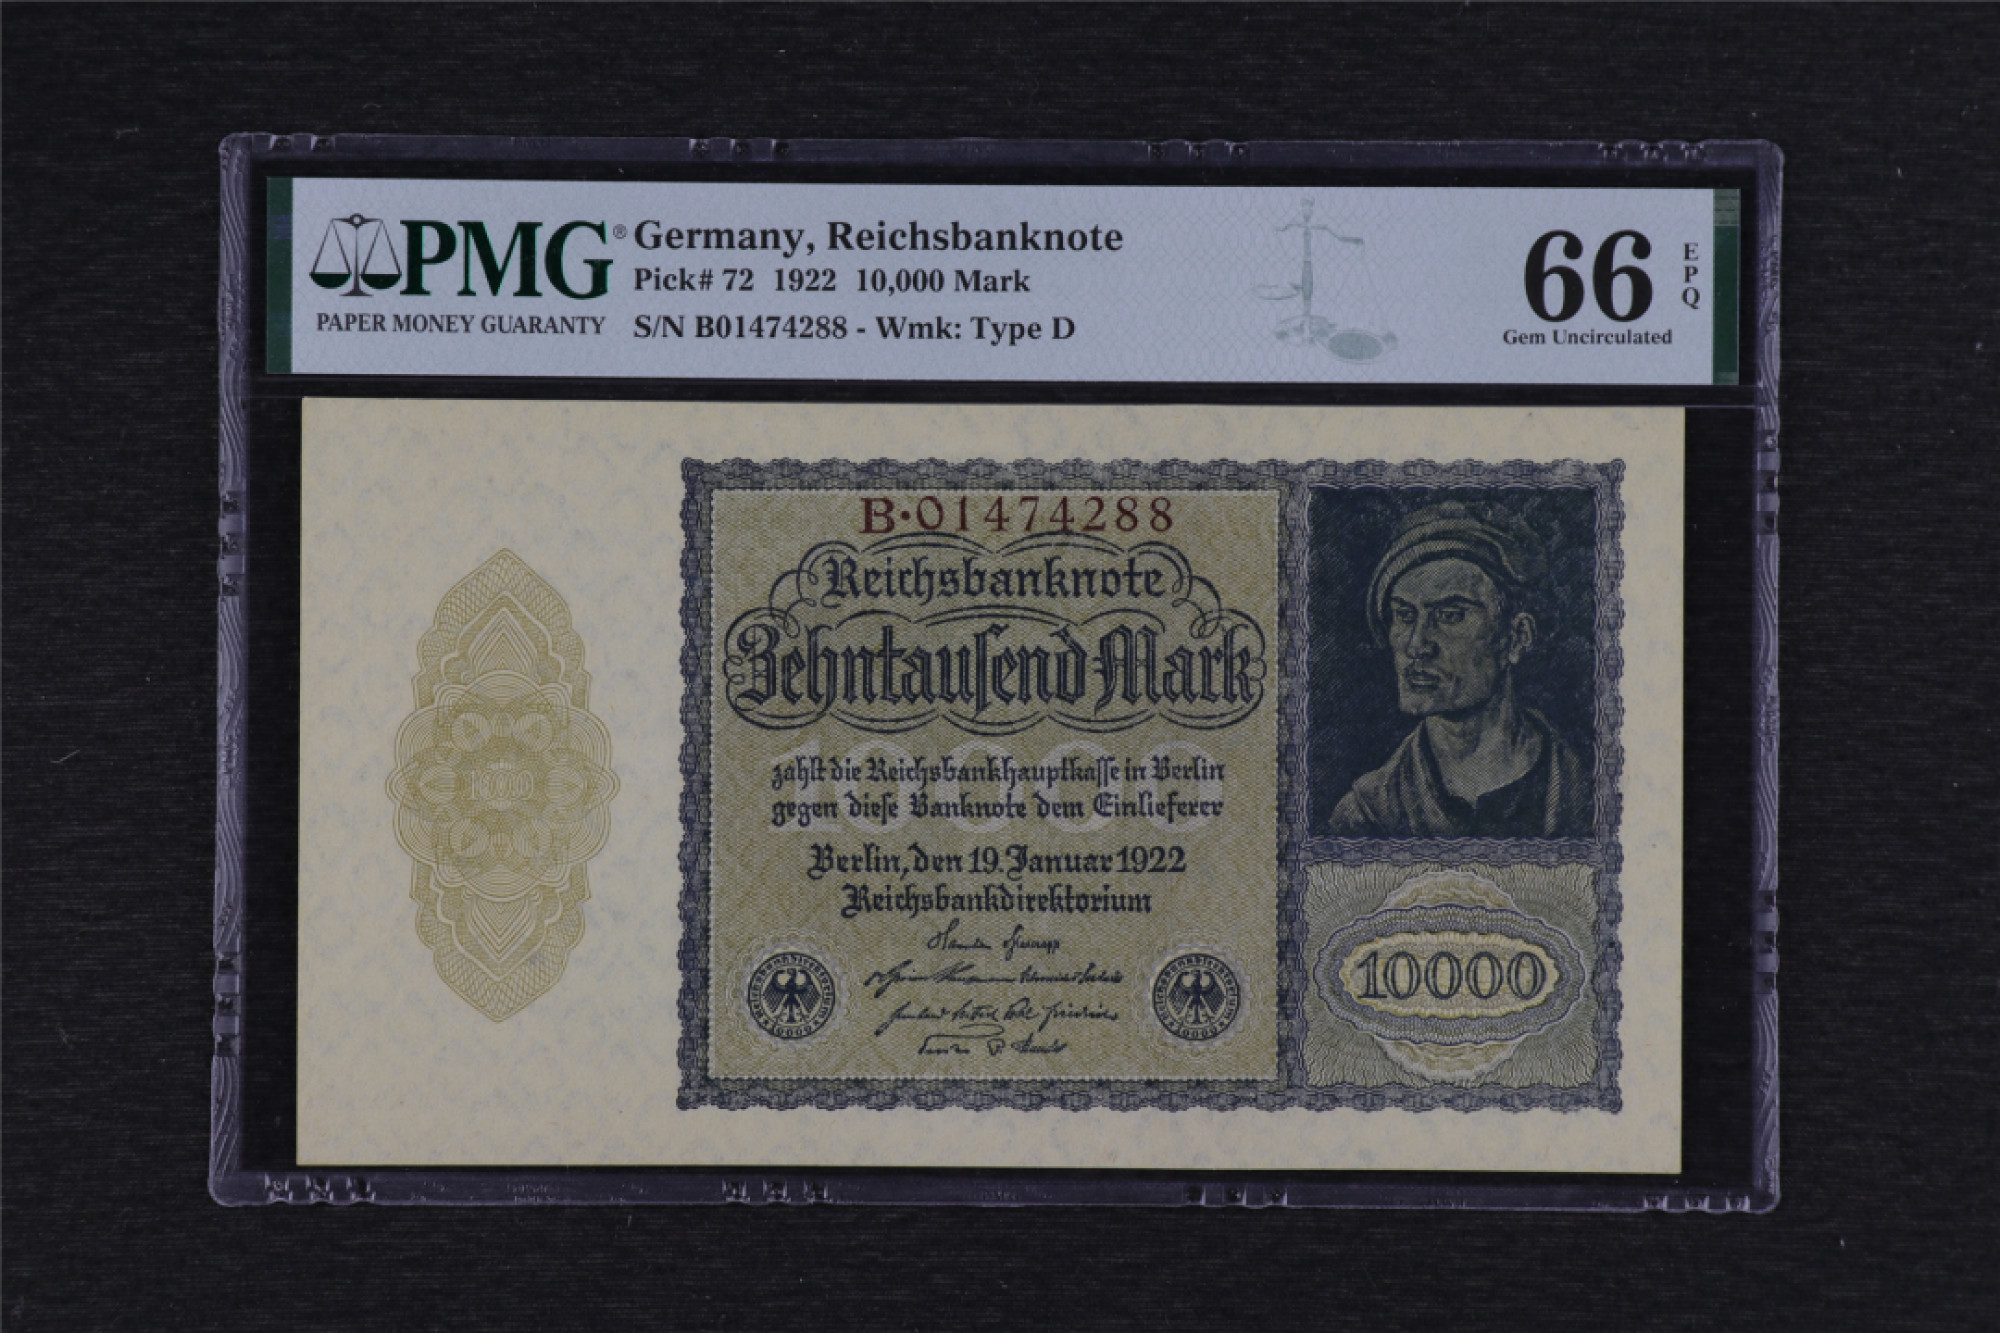 PMG®
PAPER MONEY GUARANTY
Germany, Reichsbanknote
Pick# 72 1922 10,000 Mark
S/N B01474288 - Wmk: Type D
66
EPQ
Gem Uncirculated
B·01474288
Reichsbanknote
Zehntausend Mark
10000
zahlt die Reichsbankhauptkasse in Berlin
gegen diese Banknote dem Einlieferer
Berlin, den 19. Januar 1922
Reichsbankdirektorium
10000